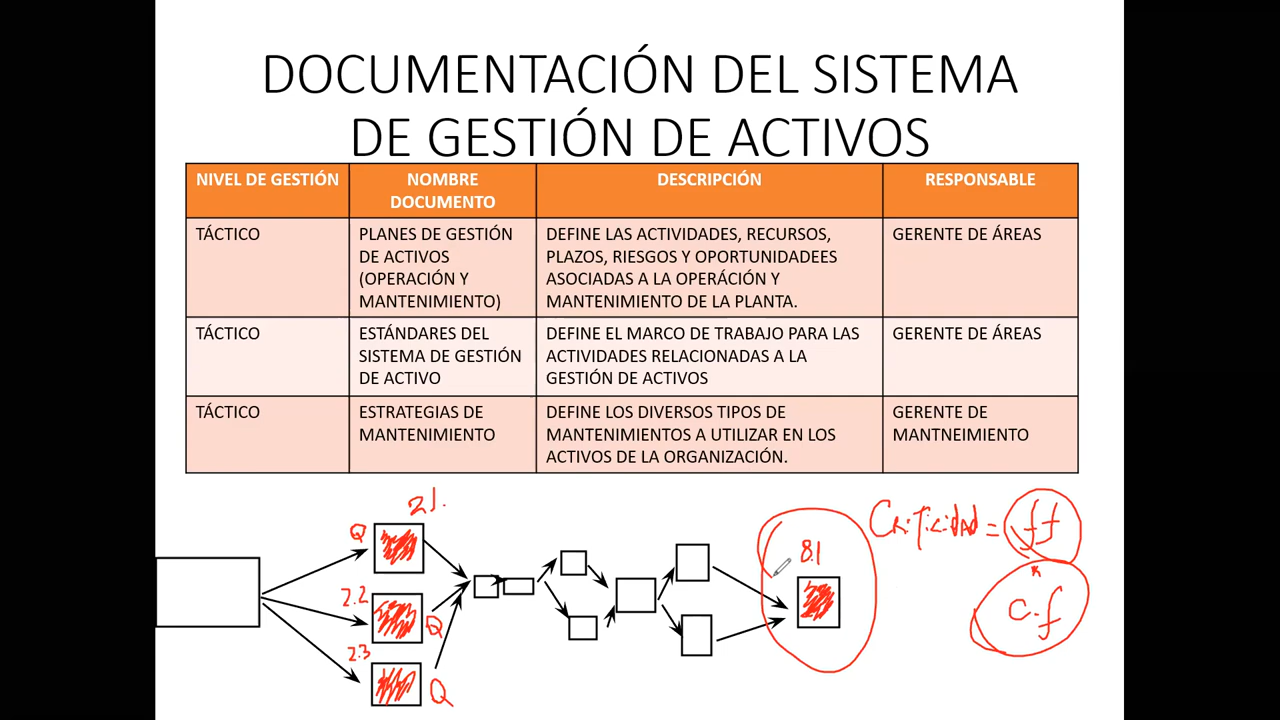 DOCUMENTACIÓN DEL SISTEMA
DE GESTIÓN DE ACTIVOS
NIVEL DE GESTIÓN
NOMBRE
DOCUMENTO
DESCRIPCIÓN
RESPONSABLE
TÁCTICO
PLANES DE GESTIÓN
DE ACTIVOS
(OPERACIÓN Y
MANTENIMIENTO)
DEFINE LAS ACTIVIDADES, RECURSOS,
PLAZOS, RIESGOS Y OPORTUNIDADEES
ASOCIADAS A LA OPERÁCIÓN Y
MANTENIMIENTO DE LA PLANTA.
GERENTE DE ÁREAS
TÁCTICO
ESTÁNDARES DEL
SISTEMA DE GESTIÓN
DE ACTIVO
DEFINE EL MARCO DE TRABAJO PARA LAS
ACTIVIDADES RELACIONADAS A LA
GESTIÓN DE ACTIVOS
GERENTE DE ÁREAS
TÁCTICO
ESTRATEGIAS DE
MANTENIMIENTO
DEFINE LOS DIVERSOS TIPOS DE
MANTENIMIENTOS A UTILIZAR EN LOS
ACTIVOS DE LA ORGANIZACIÓN.
GERENTE DE
MANTNEIMIENTO
2.1.
Q
2.2
Q
2.3
Q
8.1
Criticidad = ff
*
C.f